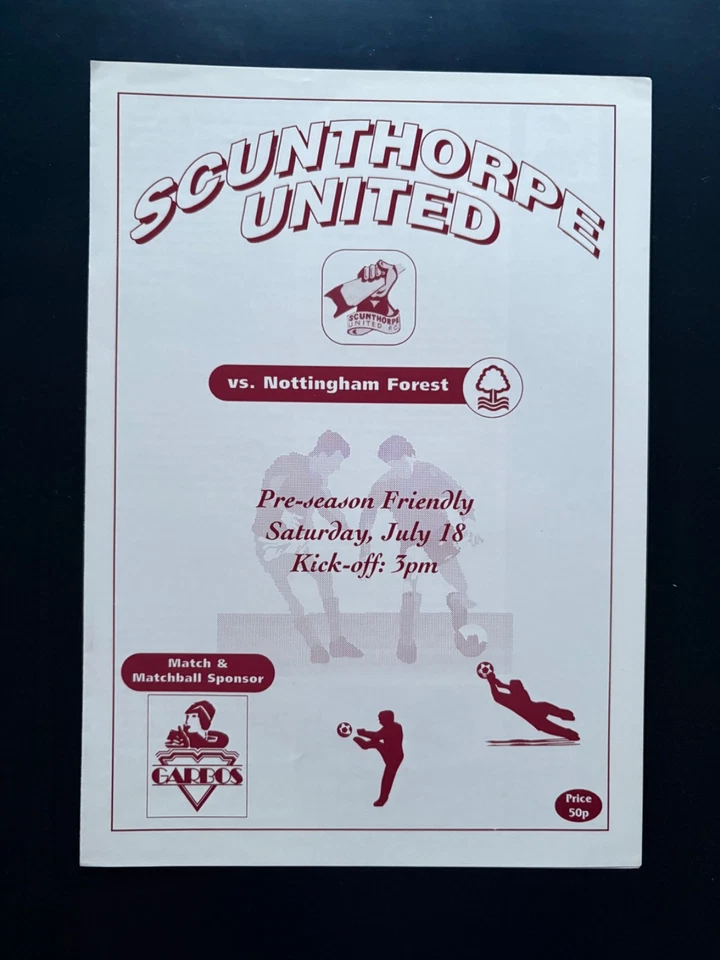 SCUNTHORPE
UNITED
SCUNTHORPE
UNITED F.C.
vs. Nottingham Forest
Pre-season Friendly
Saturday, July 18
Kick-off: 3pm
Match &
Matchball Sponsor
GARBOS
Price
50p